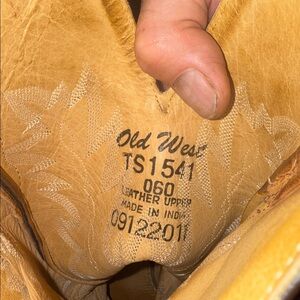 Old West
TS1541
060
LEATHER UPPER
MADE IN INDIA
09122011